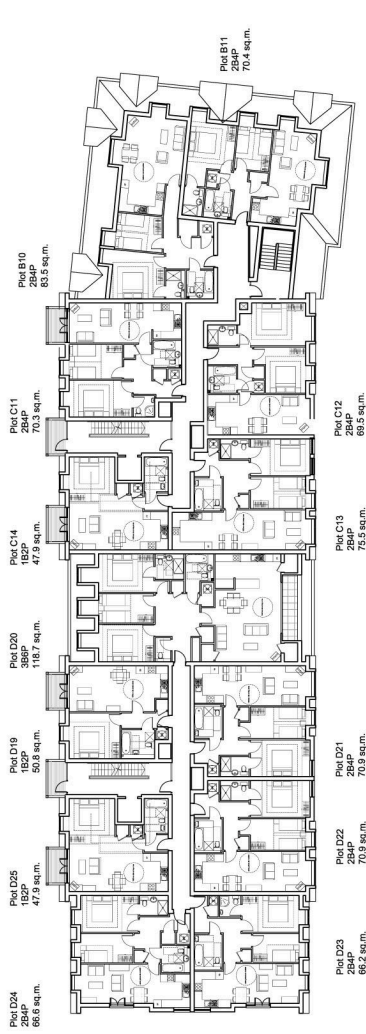 Plot B11
2B4P
70.4 sq.m.
Plot B10
2B4P
83.5 sq.m.
Plot C11
2B4P
70.3 sq.m.
Plot C12
2B4P
69.5 sq.m.
Plot C14
1B2P
47.9 sq.m.
Plot C13
2B4P
75.5 sq.m.
Plot D20
3B6P
118.7 sq.m.
Plot D19
1B2P
50.8 sq.m.
Plot D21
2B4P
70.9 sq.m.
Plot D25
1B2P
47.9 sq.m.
Plot D22
2B4P
70.9 sq.m.
Plot D24
2B4P
66.6 sq.m.
Plot D23
2B4P
66.2 sq.m.